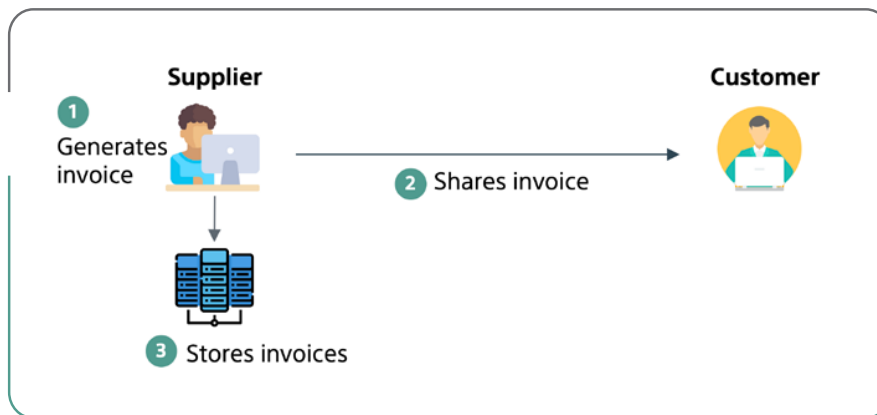 Supplier
Customer
1
Generates
invoice
2 Shares invoice
3 Stores invoices